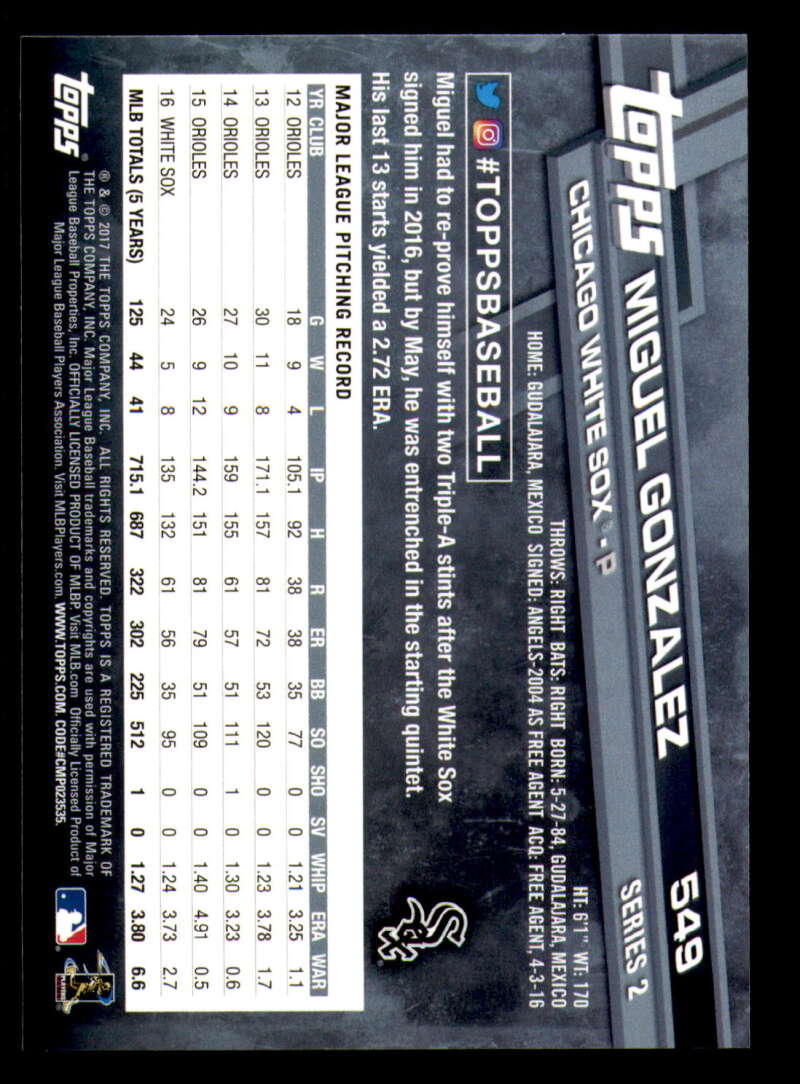 topps MIGUEL GONZALEZ 549
CHICAGO WHITE SOX® • P SERIES 2
HT: 6'1" WT: 170
THROWS: RIGHT BATS: RIGHT BORN: 5-27-84, GUDALAJARA, MEXICO
HOME: GUDALAJARA, MEXICO SIGNED: ANGELS-2004 AS FREE AGENT ACQ: FREE AGENT, 4-3-16
#TOPPSBASEBALL
Miguel had to re-prove himself with two Triple-A stints after the White Sox
signed him in 2016, but by May, he was entrenched in the starting quintet.
His last 13 starts yielded a 2.72 ERA.
Sox
MAJOR LEAGUE PITCHING RECORD
YR CLUB G W L IP H R ER BB SO SHO SV WHIP ERA WAR
12 ORIOLES 18 9 4 105.1 92 38 38 35 77 0 0 1.21 3.25 1.1
13 ORIOLES 30 11 8 171.1 157 81 72 53 120 0 0 1.23 3.78 1.7
14 ORIOLES 27 10 9 159 155 61 57 51 111 1 0 1.30 3.23 0.6
15 ORIOLES 26 9 12 144.2 151 81 79 51 109 0 0 1.40 4.91 0.5
16 WHITE SOX 24 5 8 135 132 61 56 35 95 0 0 1.24 3.73 2.7
MLB TOTALS (5 YEARS) 125 44 41 715.1 687 322 302 225 512 1 0 1.27 3.80 6.6
topps®
® & © 2017 THE TOPPS COMPANY, INC. ALL RIGHTS RESERVED. TOPPS IS A REGISTERED TRADEMARK OF
THE TOPPS COMPANY, INC. Major League Baseball trademarks and copyrights are used with permission of Major
League Baseball Properties, Inc. OFFICIALLY LICENSED PRODUCT OF MLBP. Visit MLB.com Officially Licensed Product of
Major League Baseball Players Association. Visit MLBPlayers.com. WWW.TOPPS.COM. CODE#CMP023535.